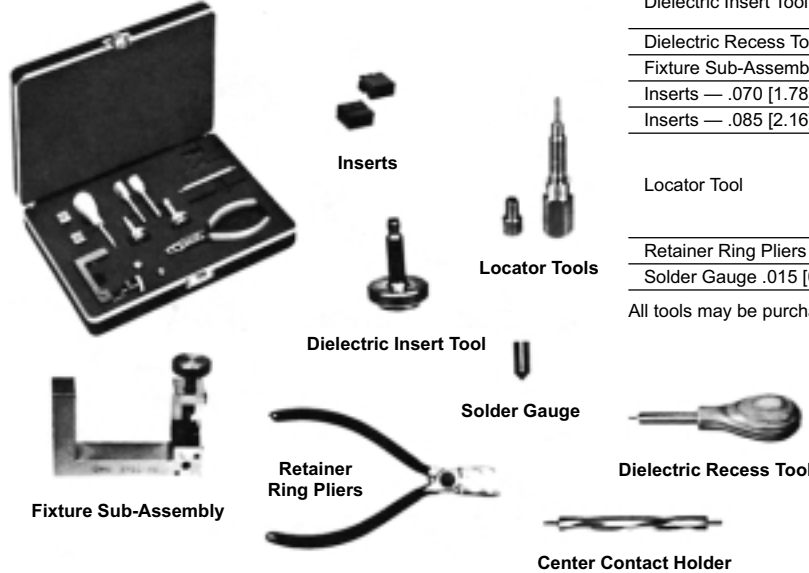 Dielectric Insert Tool
Dielectric Recess To
Fixture Sub-Assemb
Inserts — .070 [1.78
Inserts — .085 [2.16
Locator Tool
Retainer Ring Pliers
Solder Gauge .015 [
All tools may be purcha
Inserts
Locator Tools
Dielectric Insert Tool
Solder Gauge
Retainer
Ring Pliers
Dielectric Recess Tool
Fixture Sub-Assembly
Center Contact Holder